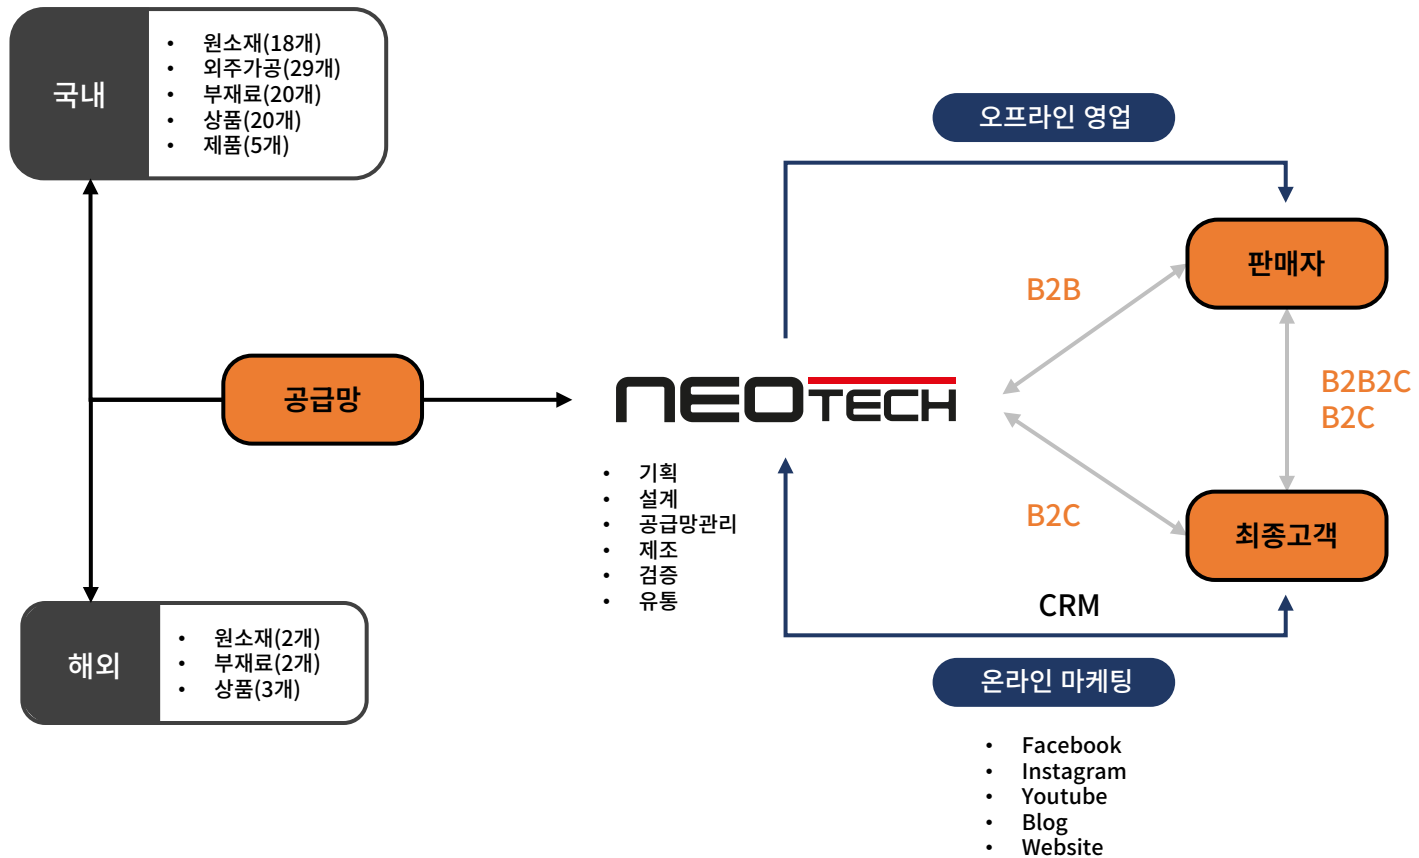 국내
• 원소재(18개)
• 외주가공(29개)
• 부재료(20개)
• 상품(20개)
• 제품(5개)
공급망
해외
• 원소재(2개)
• 부재료(2개)
• 상품(3개)
NEOTECH
• 기획
• 설계
• 공급망관리
• 제조
• 검증
• 유통
오프라인 영업
판매자
B2B
B2B2C
B2C
B2C
최종고객
CRM
온라인 마케팅
• Facebook
• Instagram
• Youtube
• Blog
• Website